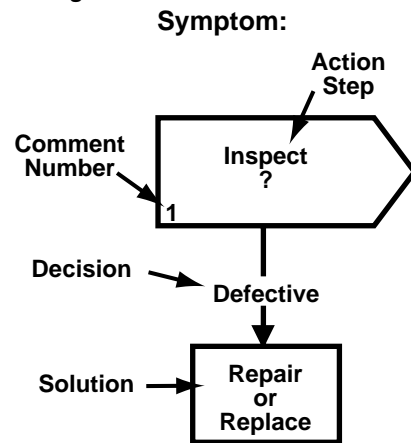 Symptom:
Action
Step
Comment
Number
Inspect
?
1
Decision
Defective
Solution
Repair
or
Replace